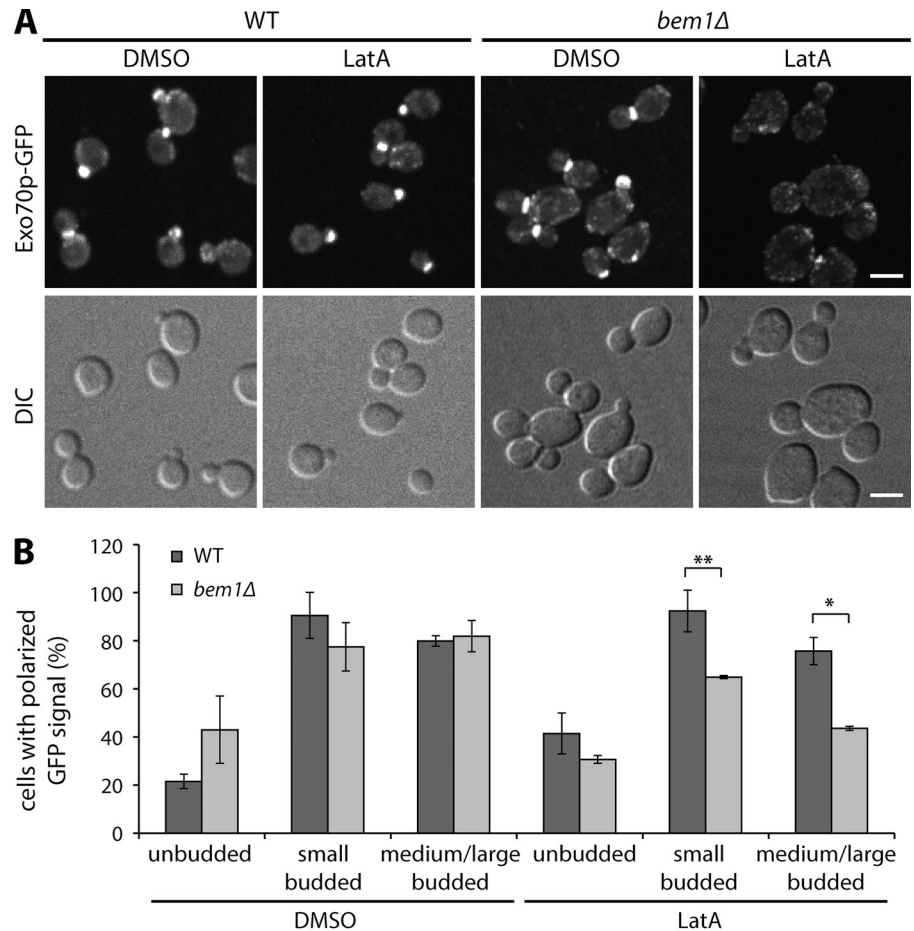 A
WT
bem1Δ
DMSO
LatA
DMSO
LatA
Exo70p-GFP
DIC
B
cells with polarized
GFP signal (%)
120
100
80
60
40
20
0
WT
bem1Δ
**
*
unbudded
small
budded
medium/large
budded
unbudded
small
budded
medium/large
budded
DMSO
LatA